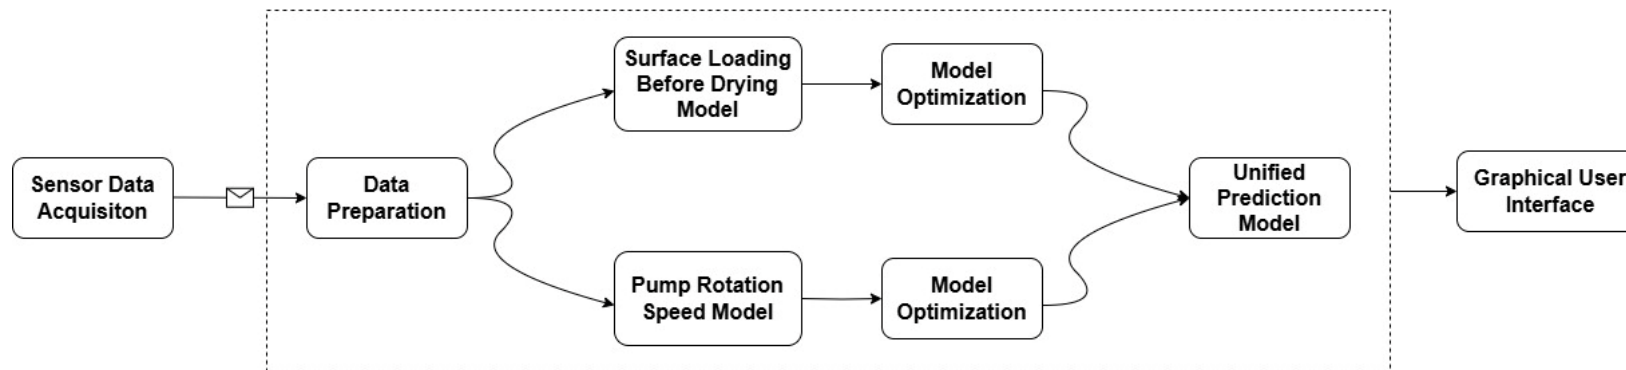 Sensor Data
Acquisiton
Data
Preparation
Surface Loading
Before Drying
Model
Model
Optimization
Pump Rotation
Speed Model
Model
Optimization
Unified
Prediction
Model
Graphical User
Interface